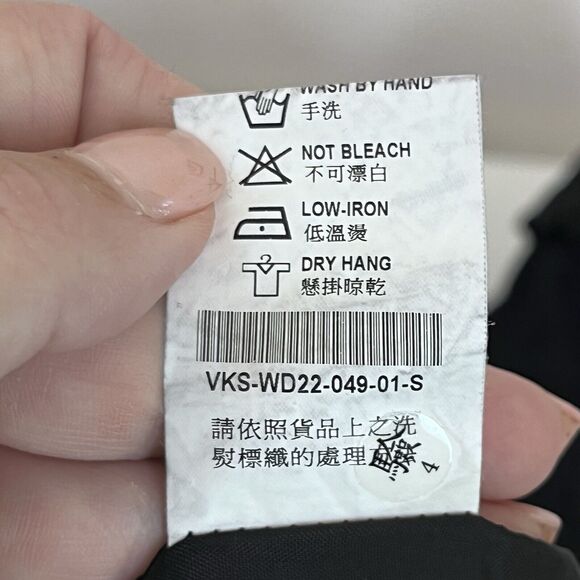 WASH BY HAND
手洗
NOT BLEACH
不可漂白
LOW-IRON
低溫燙
DRY HANG
懸掛晾乾
VKS-WD22-049-01-S
請依照貨品上之洗
熨標纖的處理
4